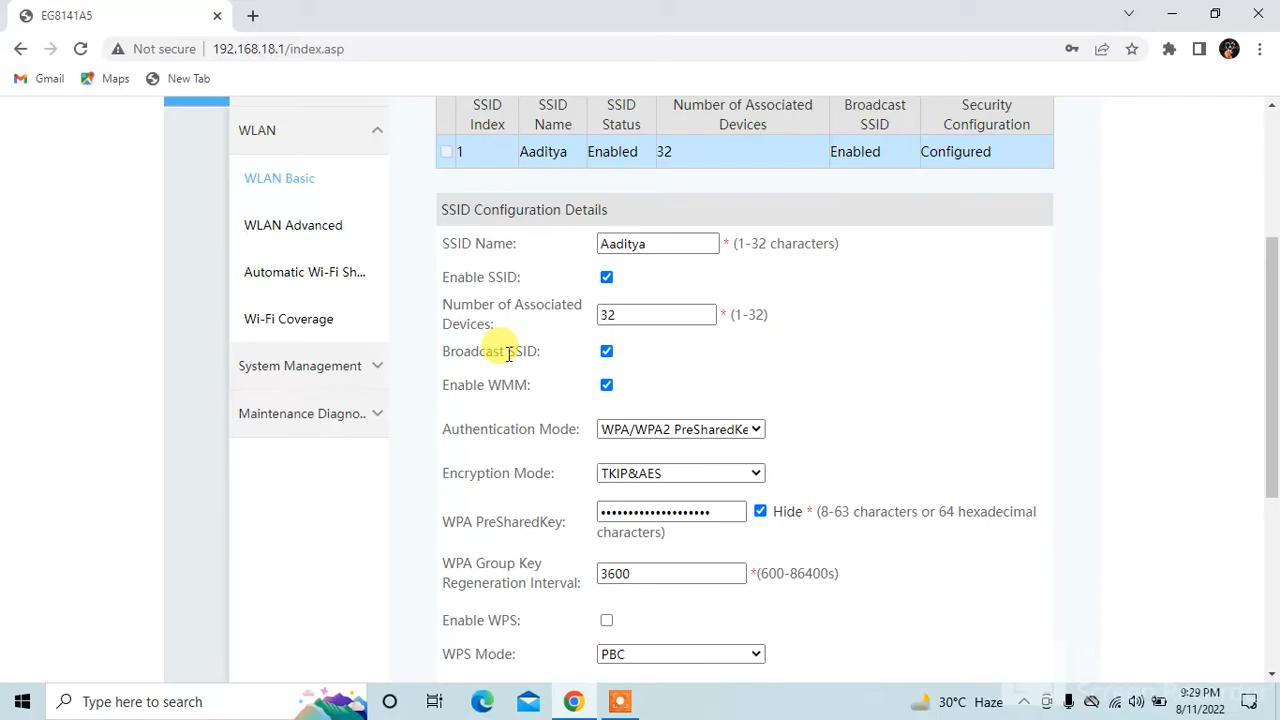 EG8141A5
Not secure 192.168.18.1/index.asp
Gmail Maps New Tab
WLAN
WLAN Basic
WLAN Advanced
Automatic Wi-Fi Sh...
Wi-Fi Coverage
System Management
Maintenance Diagno..
SSID Index SSID Name SSID Status Number of Associated Devices Broadcast SSID Security Configuration
1 Aaditya Enabled 32 Enabled Configured
SSID Configuration Details
SSID Name: Aaditya * (1-32 characters)
Enable SSID:
Number of Associated
Devices: 32 * (1-32)
Broadcast SSID:
Enable WMM:
Authentication Mode: WPA/WPA2 PreSharedKe
Encryption Mode: TKIP&AES
WPA PreSharedKey: •••••••••••••••••••• Hide * (8-63 characters or 64 hexadecimal
characters)
WPA Group Key
Regeneration Interval: 3600 *(600-86400s)
Enable WPS:
WPS Mode: PBC
Type here to search
30°C Haze
9:29 PM
8/11/2022